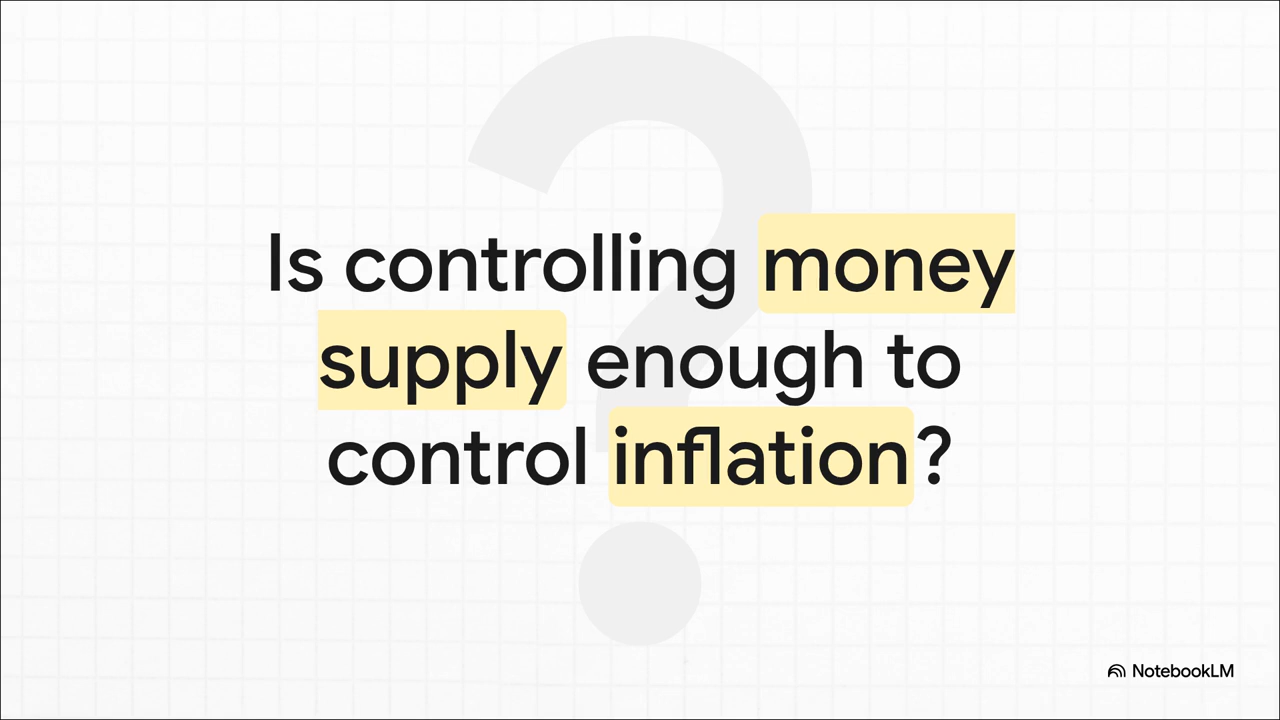 Is controlling money
supply enough to
control inflation?
NotebookLM